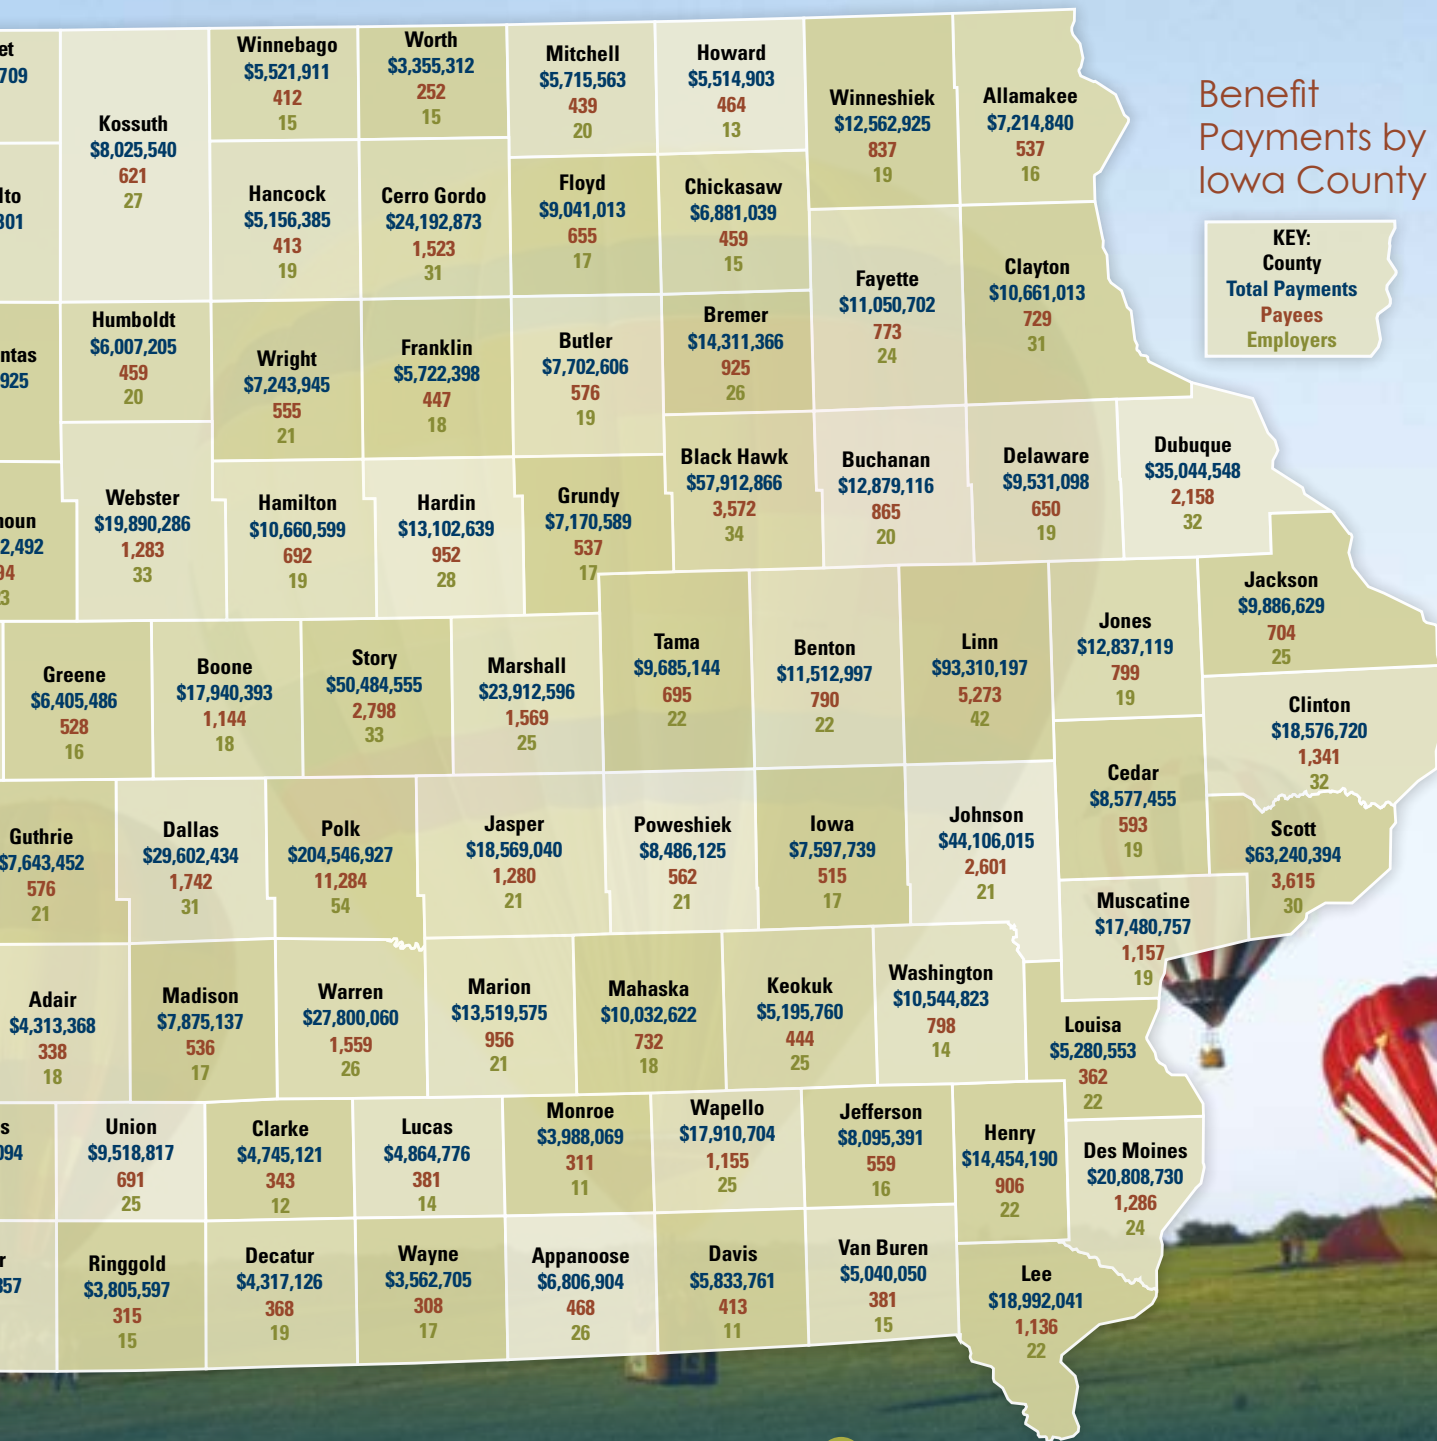 Benefit
Payments by
Iowa County
KEY:
County
Total Payments
Payees
Employers
et
709
Kossuth
$8,025,540
621
27
Winnebago
$5,521,911
412
15
Worth
$3,355,312
252
15
Mitchell
$5,715,563
439
20
Howard
$5,514,903
464
13
Winneshiek
$12,562,925
837
19
Allamakee
$7,214,840
537
16
lto
301
Hancock
$5,156,385
413
19
Cerro Gordo
$24,192,873
1,523
31
Floyd
$9,041,013
655
17
Chickasaw
$6,881,039
459
15
Fayette
$11,050,702
773
24
Clayton
$10,661,013
729
31
ntas
925
Humboldt
$6,007,205
459
20
Wright
$7,243,945
555
21
Franklin
$5,722,398
447
18
Butler
$7,702,606
576
19
Bremer
$14,311,366
925
26
noun
2,492
94
3
Webster
$19,890,286
1,283
33
Hamilton
$10,660,599
692
19
Hardin
$13,102,639
952
28
Grundy
$7,170,589
537
17
Black Hawk
$57,912,866
3,572
34
Buchanan
$12,879,116
865
20
Delaware
$9,531,098
650
19
Dubuque
$35,044,548
2,158
32
Greene
$6,405,486
528
16
Boone
$17,940,393
1,144
18
Story
$50,484,555
2,798
33
Marshall
$23,912,596
1,569
25
Tama
$9,685,144
695
22
Benton
$11,512,997
790
22
Linn
$93,310,197
5,273
42
Jones
$12,837,119
799
19
Jackson
$9,886,629
704
25
Clinton
$18,576,720
1,341
32
Guthrie
$7,643,452
576
21
Dallas
$29,602,434
1,742
31
Polk
$204,546,927
11,284
54
Jasper
$18,569,040
1,280
21
Poweshiek
$8,486,125
562
21
Iowa
$7,597,739
515
17
Johnson
$44,106,015
2,601
21
Cedar
$8,577,455
593
19
Scott
$63,240,394
3,615
30
Muscatine
$17,480,757
1,157
19
Adair
$4,313,368
338
18
Madison
$7,875,137
536
17
Warren
$27,800,060
1,559
26
Marion
$13,519,575
956
21
Mahaska
$10,032,622
732
18
Keokuk
$5,195,760
444
25
Washington
$10,544,823
798
14
Louisa
$5,280,553
362
22
s
094
Union
$9,518,817
691
25
Clarke
$4,745,121
343
12
Lucas
$4,864,776
381
14
Monroe
$3,988,069
311
11
Wapello
$17,910,704
1,155
25
Jefferson
$8,095,391
559
16
Henry
$14,454,190
906
22
Des Moines
$20,808,730
1,286
24
r
357
Ringgold
$3,805,597
315
15
Decatur
$4,317,126
368
19
Wayne
$3,562,705
308
17
Appanoose
$6,806,904
468
26
Davis
$5,833,761
413
11
Van Buren
$5,040,050
381
15
Lee
$18,992,041
1,136
22